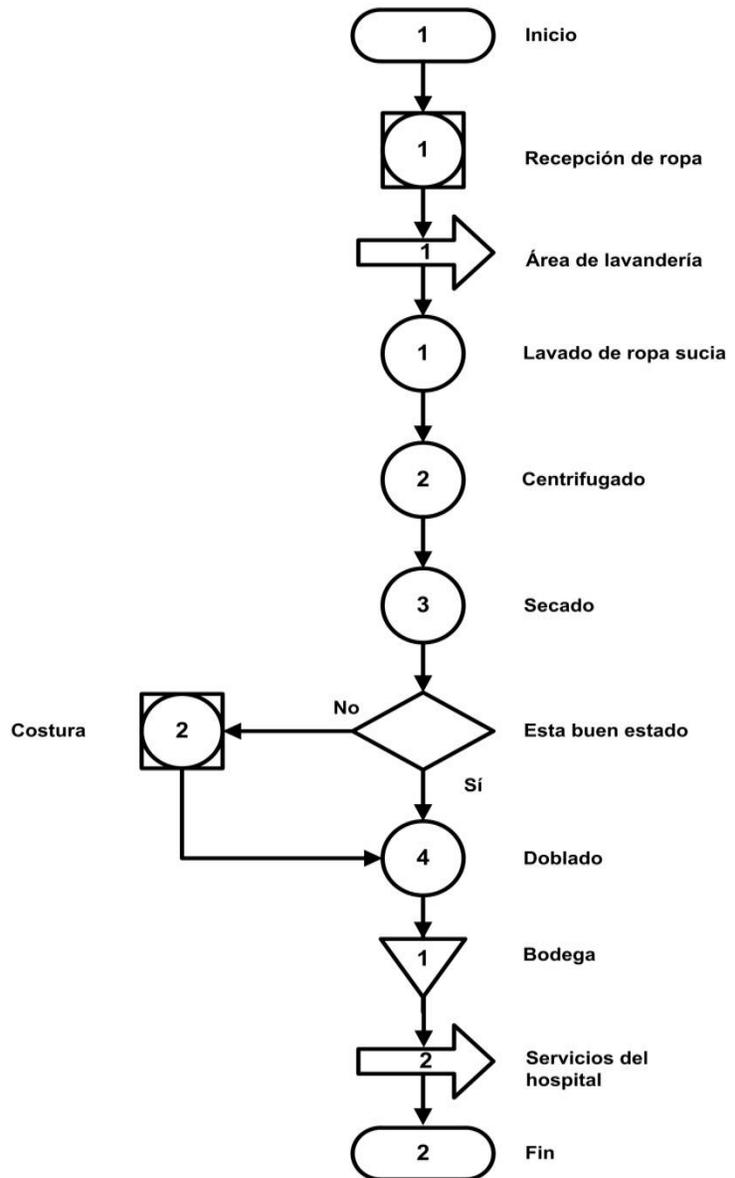 1 Inicio
1 Recepción de ropa
1 Área de lavandería
1 Lavado de ropa sucia
2 Centrifugado
3 Secado
Costura 2 No Esta buen estado
Sí
4 Doblado
1 Bodega
2 Servicios del
hospital
2 Fin